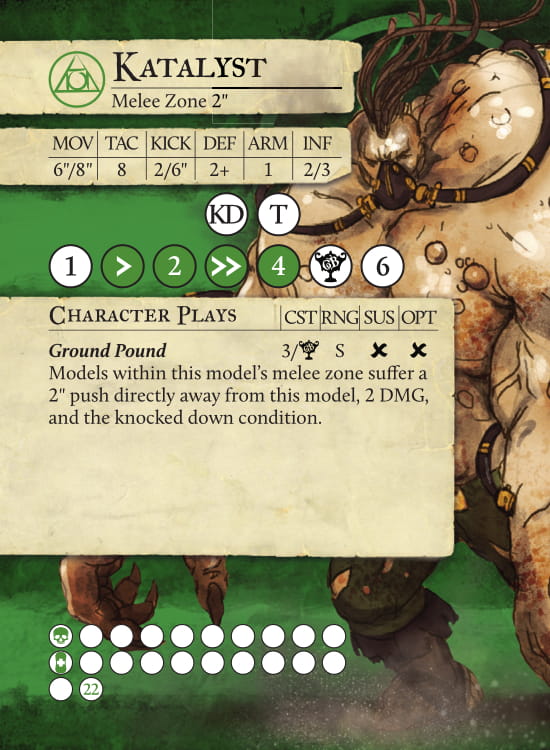 KATALYST
Melee Zone 2"
MOV TAC KICK DEF ARM INF
6"/8" 8 2/6" 2+ 1 2/3
KD T
1 > 2 >> 4 6
CHARACTER PLAYS CST RNG SUS OPT
Ground Pound 3/ S ✖ ✖
Models within this model's melee zone suffer a
2" push directly away from this model, 2 DMG,
and the knocked down condition.
22